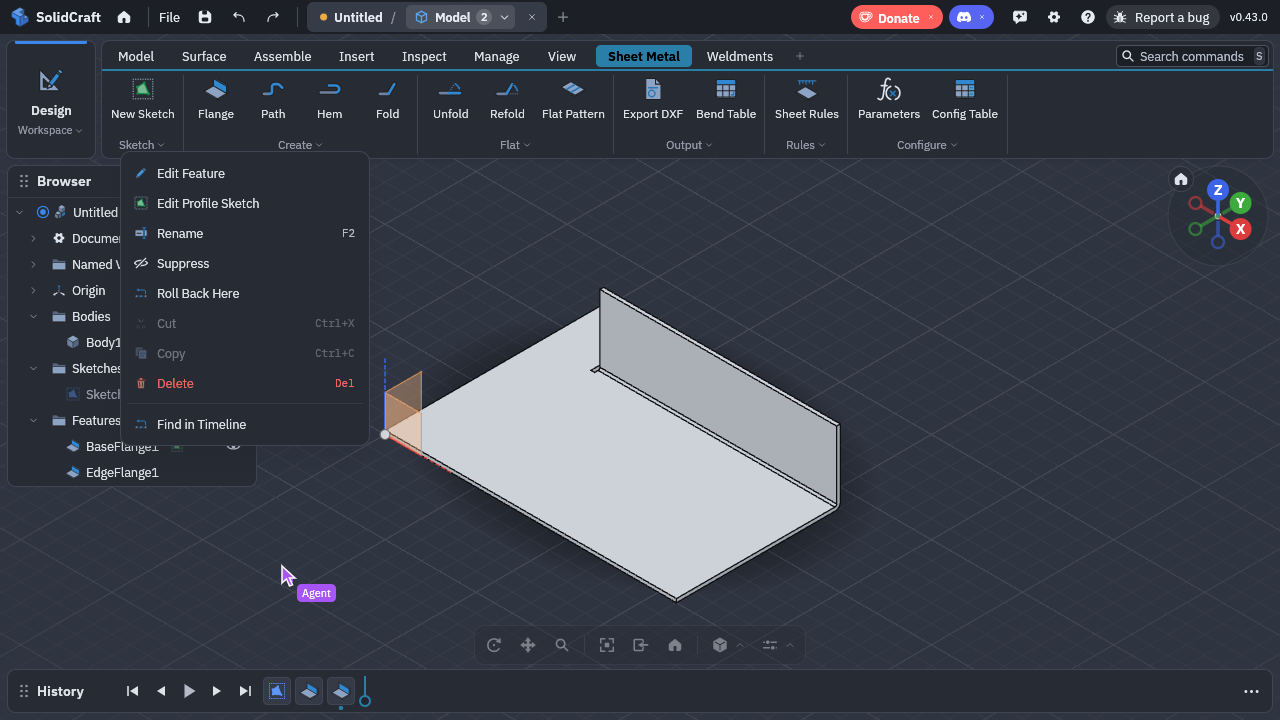 SolidCraft
File
Untitled / Model 2
Donate
Report a bug
v0.43.0
Model Surface Assemble Insert Inspect Manage View Sheet Metal Weldments
Search commands S
Design
Workspace
New Sketch Flange Path Hem Fold Unfold Refold Flat Pattern Export DXF Bend Table Sheet Rules Parameters Config Table
Sketch Create Flat Output Rules Configure
Browser
Untitled
Docume
Named V
Origin
Bodies
Body1
Sketches
Sketc
Features
BaseFlange1
EdgeFlange1
Edit Feature
Edit Profile Sketch
Rename F2
Suppress
Roll Back Here
Cut Ctrl+X
Copy Ctrl+C
Delete Del
Find in Timeline
Z
Y
X
Agent
History